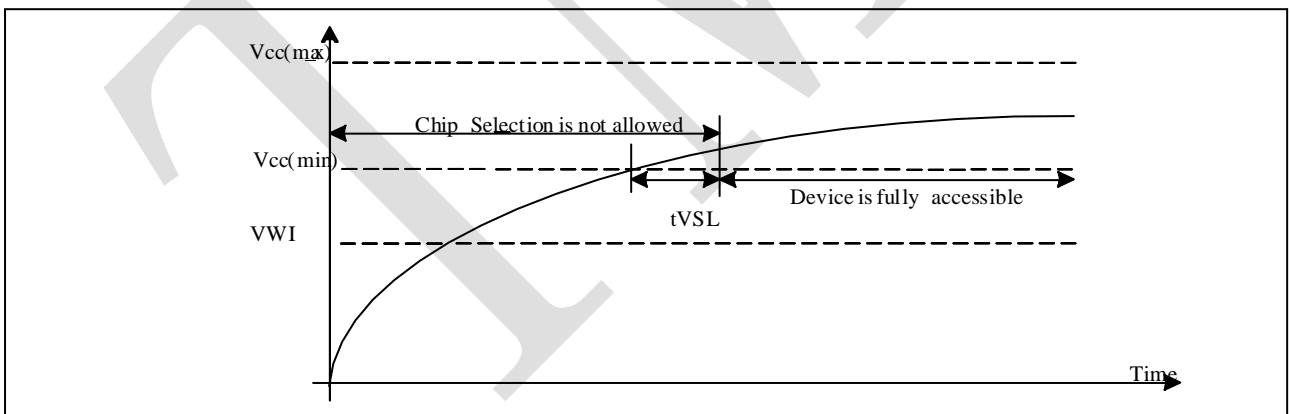 Vcc(max)
Chip Selection is not allowed
Vcc(min)
Device is fully accessible
tVSL
VWI
Time